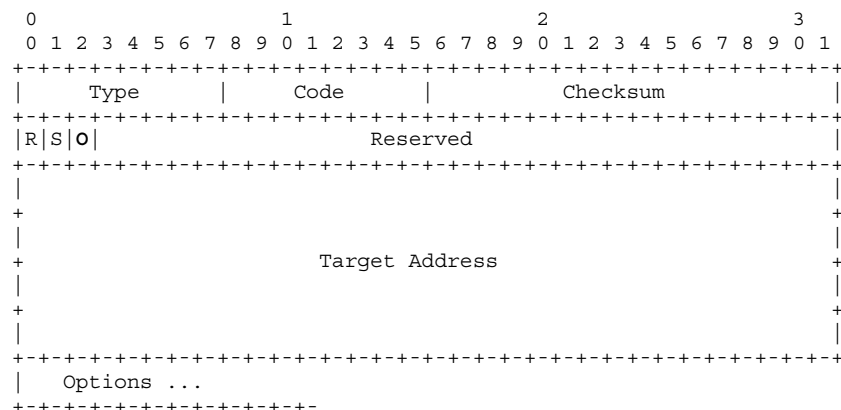 0                   1                   2                   3
 0 1 2 3 4 5 6 7 8 9 0 1 2 3 4 5 6 7 8 9 0 1 2 3 4 5 6 7 8 9 0 1
+-+-+-+-+-+-+-+-+-+-+-+-+-+-+-+-+-+-+-+-+-+-+-+-+-+-+-+-+-+-+-+-+
|     Type      |     Code      |          Checksum             |
+-+-+-+-+-+-+-+-+-+-+-+-+-+-+-+-+-+-+-+-+-+-+-+-+-+-+-+-+-+-+-+-+
|R|S|O|                     Reserved                            |
+-+-+-+-+-+-+-+-+-+-+-+-+-+-+-+-+-+-+-+-+-+-+-+-+-+-+-+-+-+-+-+-+
|                                                               |
+                                                               +
|                                                               |
+                       Target Address                          +
|                                                               |
+                                                               +
|                                                               |
+-+-+-+-+-+-+-+-+-+-+-+-+-+-+-+-+-+-+-+-+-+-+-+-+-+-+-+-+-+-+-+-+
|   Options ...
+-+-+-+-+-+-+-+-+-+-+-+-